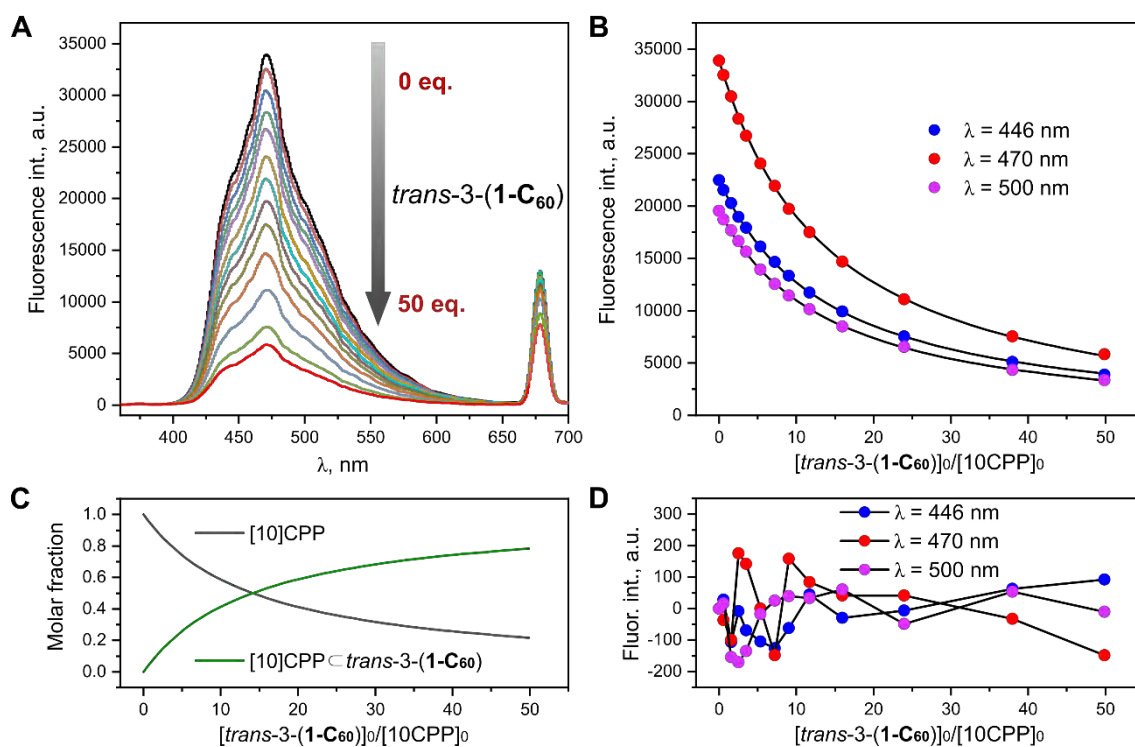 A
Fluorescence int., a.u.
35000
30000
25000
20000
15000
10000
5000
0
0 eq.
trans-3-(1-C₆₀)
50 eq.
400 450 500 550 600 650 700
λ, nm
B
Fluorescence int., a.u.
35000
30000
25000
20000
15000
10000
5000
0
λ = 446 nm
λ = 470 nm
λ = 500 nm
0 10 20 30 40 50
[trans-3-(1-C₆₀)]₀/[10CPP]₀
C
Molar fraction
1.0
0.8
0.6
0.4
0.2
0.0
[10]CPP
[10]CPP⊂trans-3-(1-C₆₀)
0 10 20 30 40 50
[trans-3-(1-C₆₀)]₀/[10CPP]₀
D
Fluor. int., a.u.
300
200
100
0
-100
-200
λ = 446 nm
λ = 470 nm
λ = 500 nm
0 10 20 30 40 50
[trans-3-(1-C₆₀)]₀/[10CPP]₀